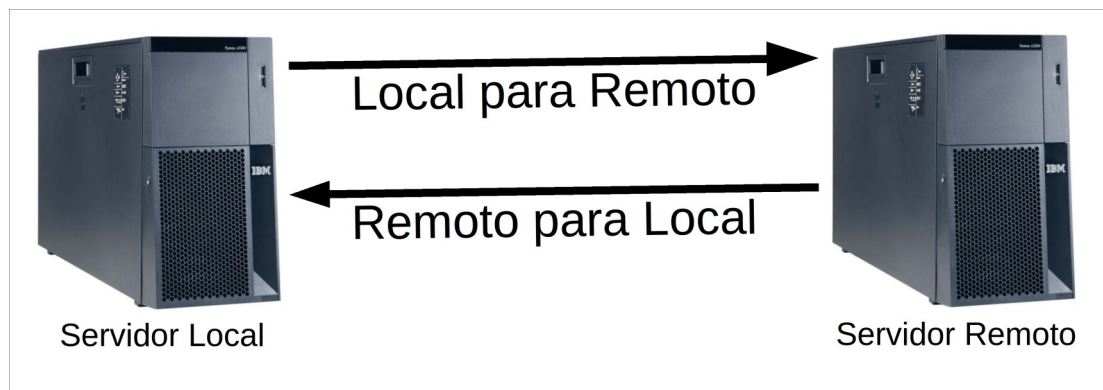 Local para Remoto
Remoto para Local
IBM
IBM
Servidor Local
Servidor Remoto